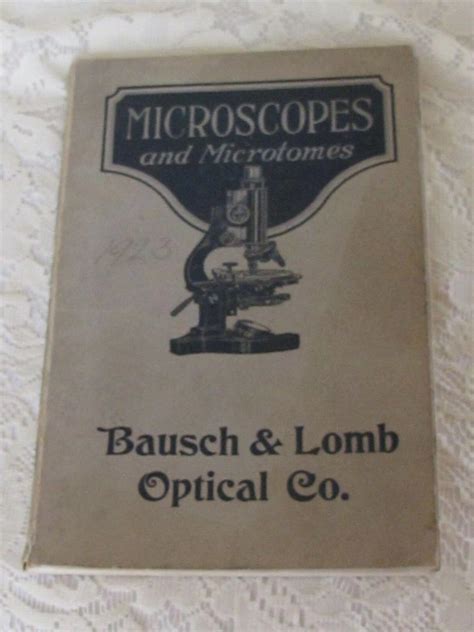 MICROSCOPES
and Microtomes
1923
Bausch & Lomb
Optical Co.